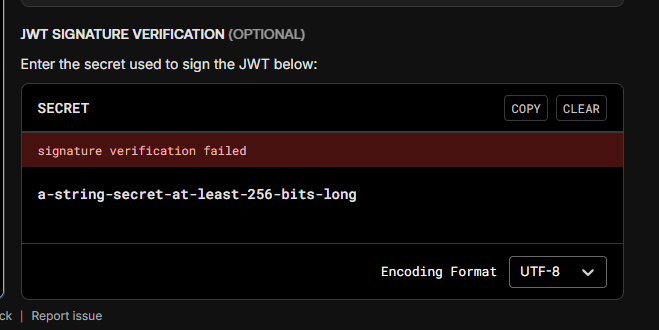 JWT SIGNATURE VERIFICATION (OPTIONAL)
Enter the secret used to sign the JWT below:
SECRET COPY CLEAR
signature verification failed
a-string-secret-at-least-256-bits-long
Encoding Format UTF-8
ck | Report issue